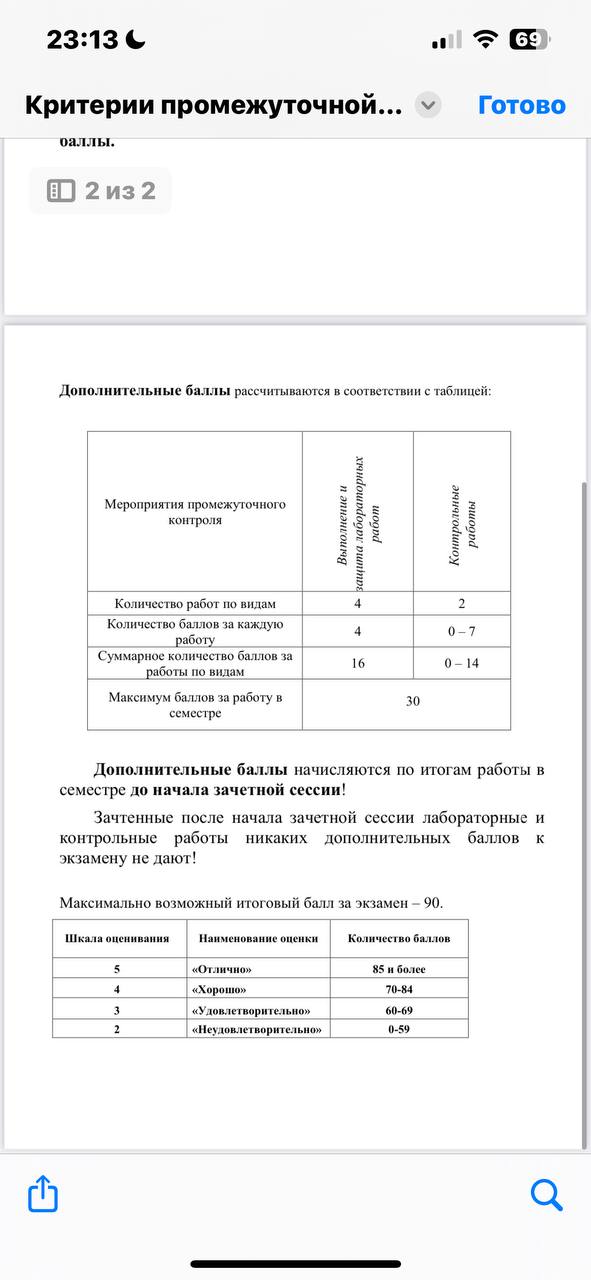 23:13
69
Критерии промежуточной...
Готово
баллы.
2 из 2
Дополнительные баллы рассчитываются в соответствии с таблицей:
Мероприятия промежуточного
контроля
Выполнение и
защита лабораторных
работ
Контрольные
работы
Количество работ по видам
4
2
Количество баллов за каждую
работу
4
0 – 7
Суммарное количество баллов за
работы по видам
16
0 – 14
Максимум баллов за работу в
семестре
30
Дополнительные баллы начисляются по итогам работы в
семестре до начала зачетной сессии!
Зачтенные после начала зачетной сессии лабораторные и
контрольные работы никаких дополнительных баллов к
экзамену не дают!
Максимально возможный итоговый балл за экзамен – 90.
Шкала оценивания
Наименование оценки
Количество баллов
5
«Отлично»
85 и более
4
«Хорошо»
70-84
3
«Удовлетворительно»
60-69
2
«Неудовлетворительно»
0-59